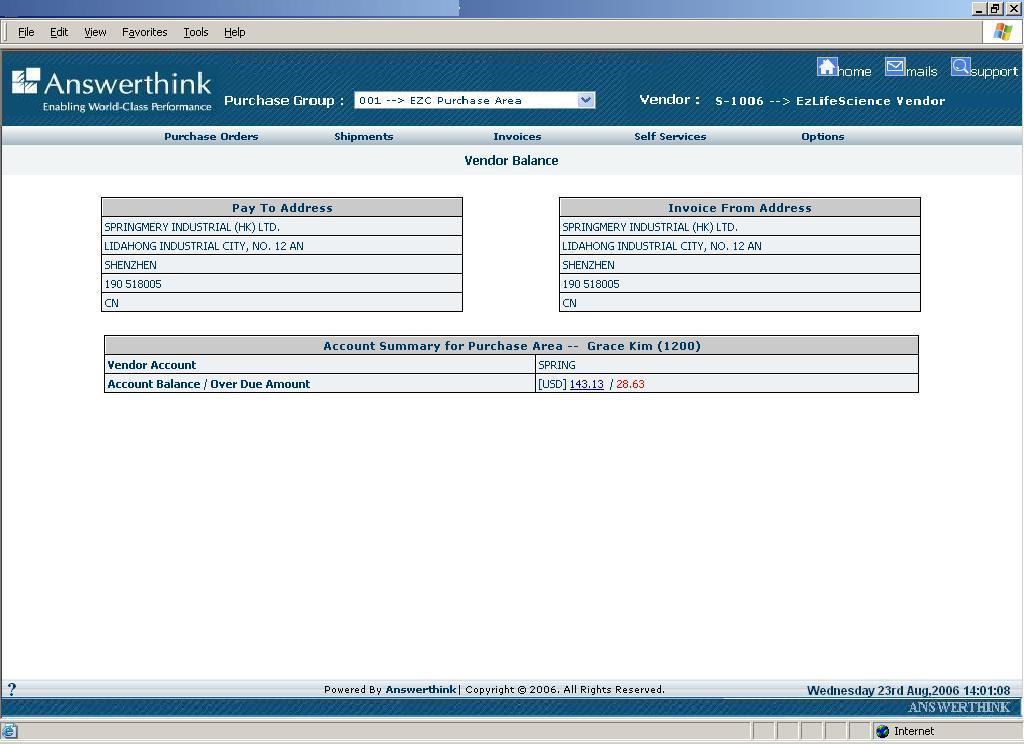 File Edit View Favorites Tools Help
home mails support
Answerthink
Enabling World-Class Performance
Purchase Group : 001 --> EZC Purchase Area Vendor : S-1006 --> EzLifeScience Vendor
Purchase Orders Shipments Invoices Self Services Options
Vendor Balance
Pay To Address
SPRINGMERY INDUSTRIAL (HK) LTD.
LIDAHONG INDUSTRIAL CITY, NO. 12 AN
SHENZHEN
190 518005
CN
Invoice From Address
SPRINGMERY INDUSTRIAL (HK) LTD.
LIDAHONG INDUSTRIAL CITY, NO. 12 AN
SHENZHEN
190 518005
CN
Account Summary for Purchase Area -- Grace Kim (1200)
Vendor Account SPRING
Account Balance / Over Due Amount [USD] 143.13 / 28.63
? Powered By Answerthink| Copyright © 2006. All Rights Reserved. Wednesday 23rd Aug,2006 14:01:08
ANSWERTHINK
Internet